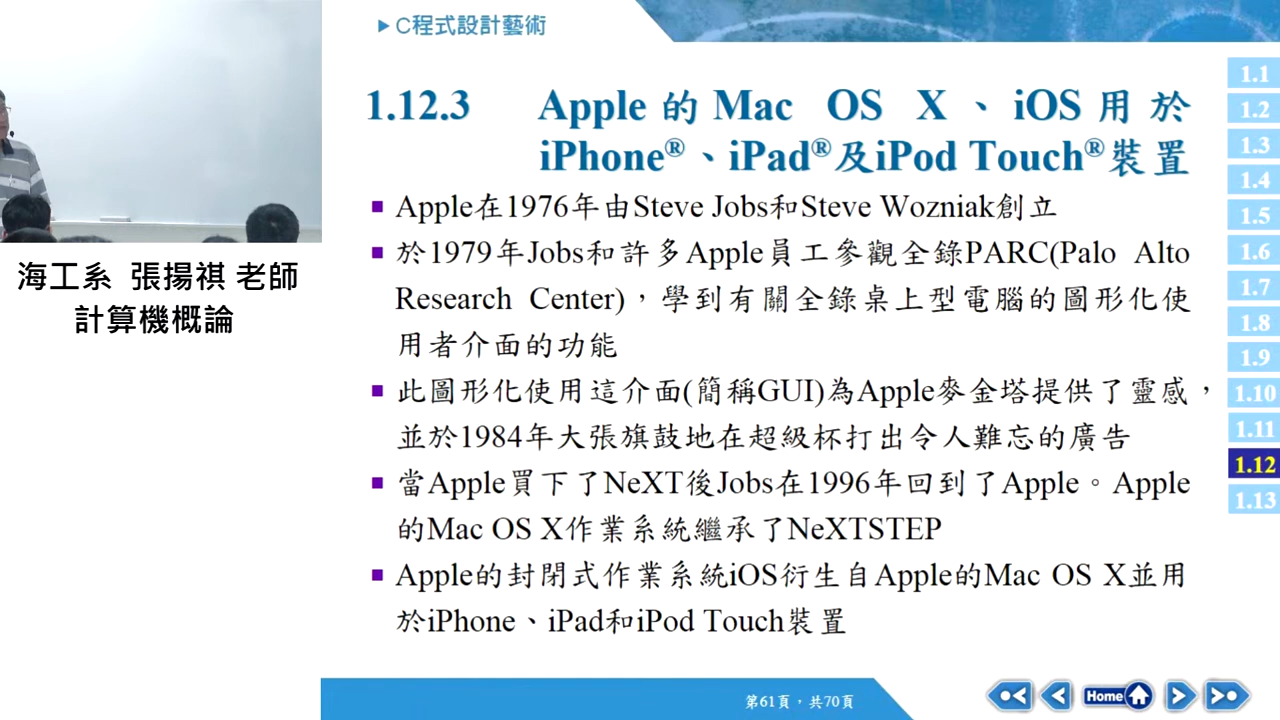 C程式設計藝術
1.12.3 Apple 的 Mac OS X 、 iOS 用於
iPhone®、iPad®及iPod Touch®裝置
Apple在1976年由Steve Jobs和Steve Wozniak創立
於1979年Jobs和許多Apple員工參觀全錄PARC(Palo Alto
Research Center)，學到有關全錄桌上型電腦的圖形化使
用者介面的功能
此圖形化使用這介面(簡稱GUI)為Apple麥金塔提供了靈感，
並於1984年大張旗鼓地在超級杯打出令人難忘的廣告
當Apple買下了NeXT後Jobs在1996年回到了Apple。Apple
的Mac OS X作業系統繼承了NeXTSTEP
Apple的封閉式作業系統iOS衍生自Apple的Mac OS X並用
於iPhone、iPad和iPod Touch裝置
海工系 張揚祺 老師
計算機概論
1.1
1.2
1.3
1.4
1.5
1.6
1.7
1.8
1.9
1.10
1.11
1.12
1.13
第61頁，共70頁
Home